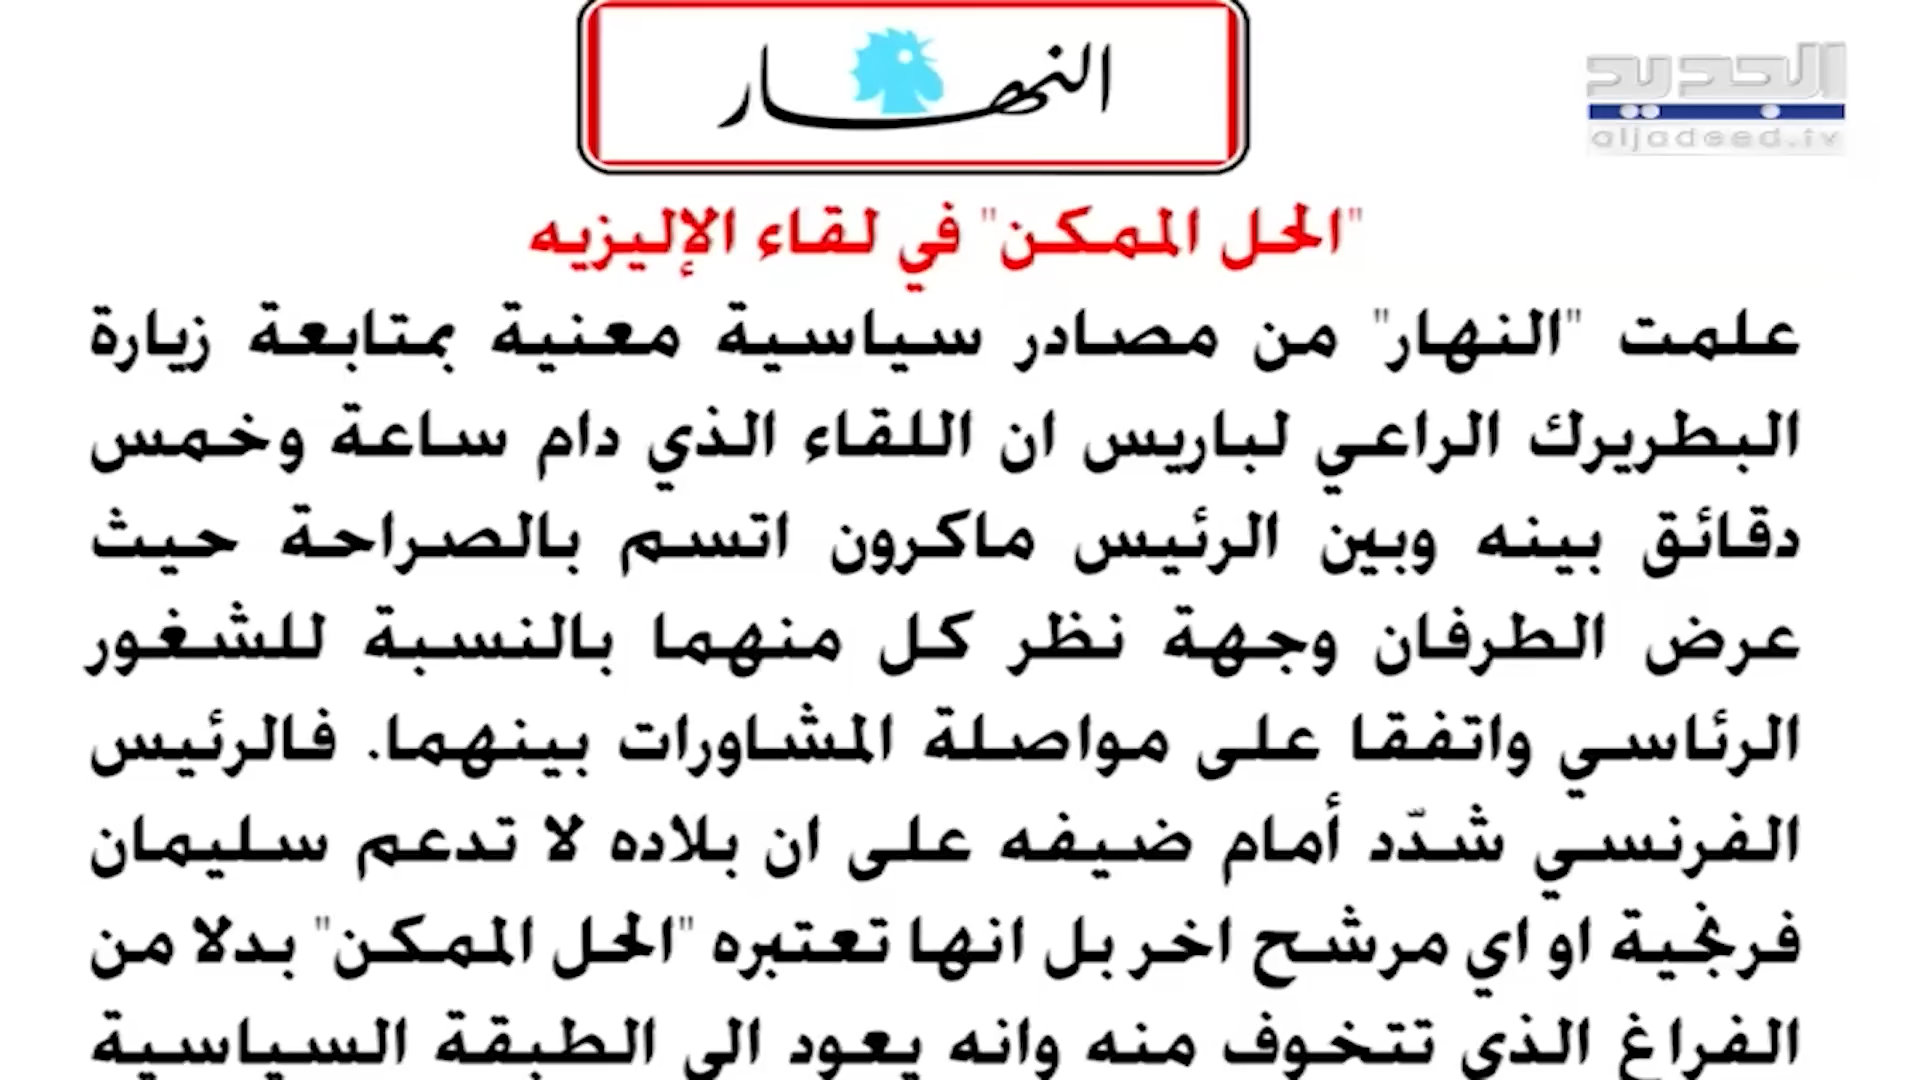 النهار
الجديد
aljadeed.tv
"الحل الممكن" في لقاء الإليزيه
علمت "النهار" من مصادر سياسية معنية بمتابعة زيارة
البطريرك الراعي لباريس ان اللقاء الذي دام ساعة وخمس
دقائق بينه وبين الرئيس ماكرون اتسم بالصراحة حيث
عرض الطرفان وجهة نظر كل منهما بالنسبة للشغور
الرئاسي واتفقا على مواصلة المشاورات بينهما. فالرئيس
الفرنسي شدّد أمام ضيفه على ان بلاده لا تدعم سليمان
فرنجية او اي مرشح اخر بل انها تعتبره "الحل الممكن" بدلا من
الفراغ الذي تتخوف منه وانه يعود الى الطبقة السياسية